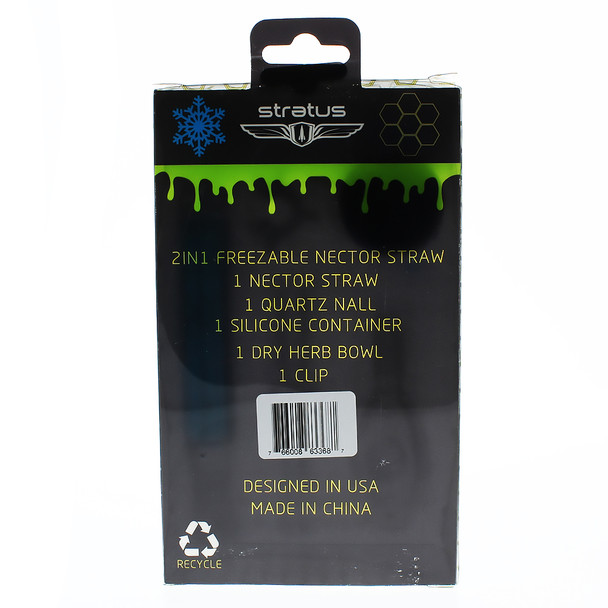 stratus
2IN1 FREEZABLE NECTOR STRAW
1 NECTOR STRAW
1 QUARTZ NALL
1 SILICONE CONTAINER
1 DRY HERB BOWL
1 CLIP
7 66008 63368 7
DESIGNED IN USA
MADE IN CHINA
RECYCLE